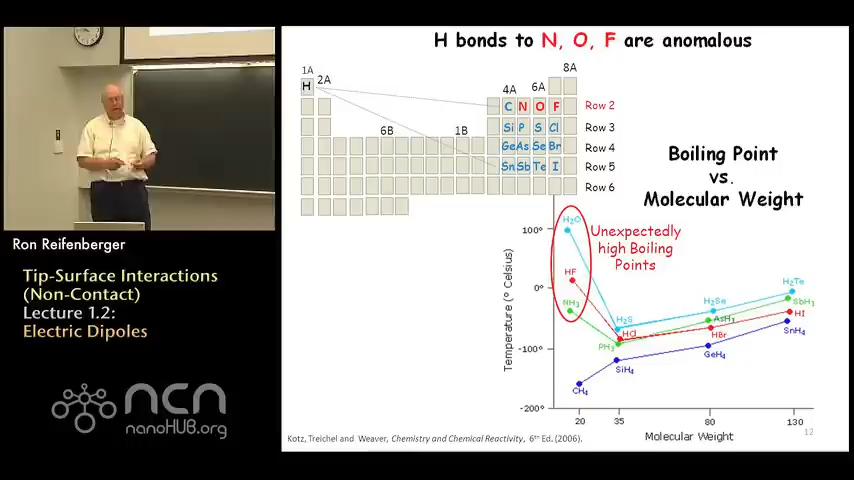 H bonds to N, O, F are anomalous
8A
1A
2A
4A
6A
H
C N O F
Row 2
6B
1B
Si P S Cl
Row 3
Ge As Se Br
Row 4
Sn Sb Te I
Row 5
Row 6
Boiling Point
vs.
Molecular Weight
Unexpectedly
high Boiling
Points
H₂O
HF
NH₃
H₂S
HCl
PH₃
SiH₄
CH₄
H₂Se
AsH₃
HBr
GeH₄
H₂Te
SbH₃
HI
SnH₄
Temperature (° Celsius)
100°
0°
-100°
-200°
20
35
80
130
Molecular Weight
12
Kotz, Treichel and Weaver, Chemistry and Chemical Reactivity, 6th Ed. (2006).
Ron Reifenberger
Tip-Surface Interactions
(Non-Contact)
Lecture 1.2:
Electric Dipoles
ncn
nanoHUB.org